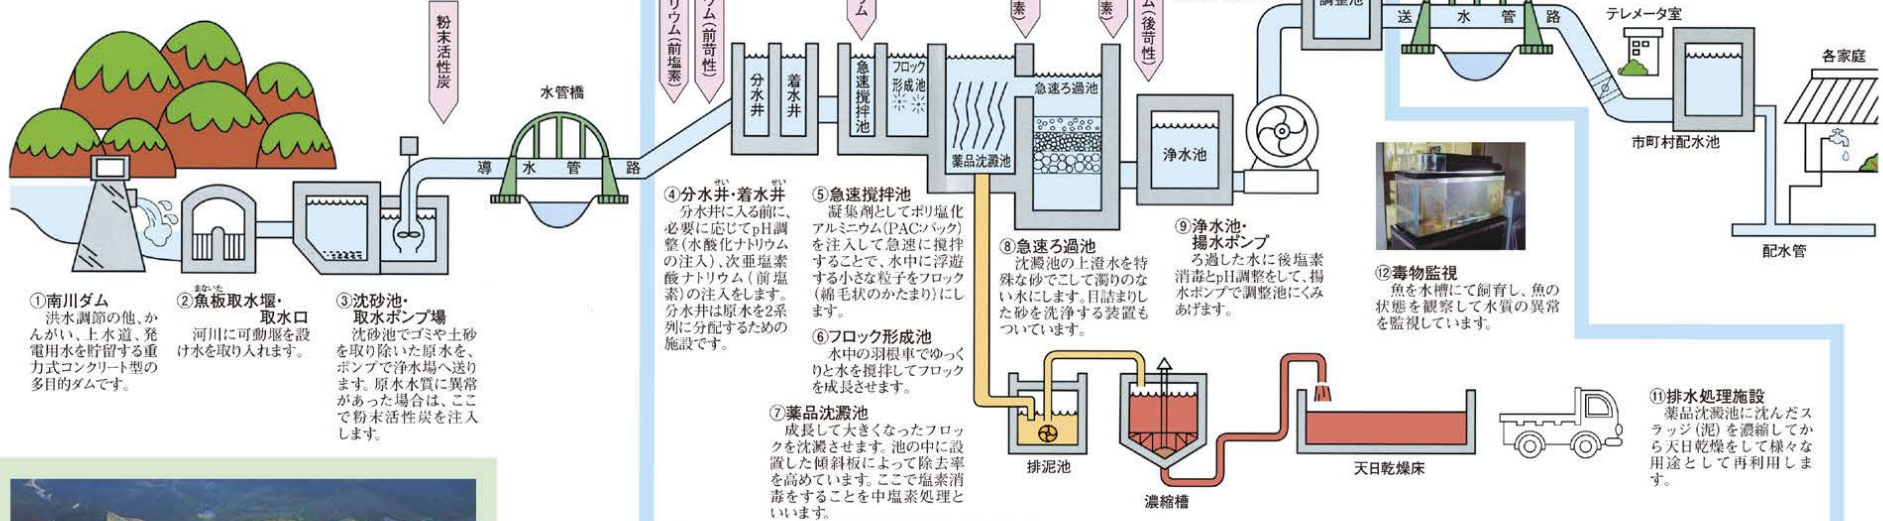 粉末活性炭
リウム(前塩素)
ウム(前苛性)
ム
素)
素)
ム(後苛性)
調整池
送水管路
テレメータ室
各家庭
水管橋
導水管路
分水井
着水井
急速撹拌池
フロック
形成池
薬品沈澱池
急速ろ過池
浄水池
市町村配水池
配水管
①南川ダム
洪水調節の他、か
んがい、上水道、発
電用水を貯留する重
力式コンクリート型の
多目的ダムです。
まないた
②魚板取水堰・
取水口
河川に可動堰を設
け水を取り入れます。
③沈砂池・
取水ポンプ場
沈砂池でゴミや土砂
を取り除いた原水を、
ポンプで浄水場へ送り
ます。原水水質に異常
があった場合は、ここ
で粉末活性炭を注入
します。
せい せい
④分水井・着水井
分水井に入る前に、
必要に応じてpH調
整(水酸化ナトリウム
の注入)、次亜塩素
酸ナトリウム(前塩
素)の注入をします。
分水井は原水を2系
列に分配するための
施設です。
⑤急速撹拌池
凝集剤としてポリ塩化
アルミニウム(PAC:パック)
を注入して急速に撹拌
することで、水中に浮遊
する小さな粒子をフロック
(綿毛状のかたまり)にし
ます。
⑥フロック形成池
水中の羽根車でゆっく
りと水を撹拌してフロック
を成長させます。
⑦薬品沈澱池
成長して大きくなったフロッ
クを沈澱させます。池の中に設
置した傾斜板によって除去率
を高めています。ここで塩素消
毒をすることを中塩素処理と
いいます。
⑧急速ろ過池
沈澱池の上澄水を特
殊な砂でこして濁りのな
い水にします。目詰まりし
た砂を洗浄する装置も
ついています。
⑨浄水池・
揚水ポンプ
ろ過した水に後塩素
消毒とpH調整をして、揚
水ポンプで調整池にくみ
あげます。
⑫毒物監視
魚を水槽にて飼育し、魚の
状態を観察して水質の異常
を監視しています。
排泥池
濃縮槽
天日乾燥床
⑪排水処理施設
薬品沈澱池に沈んだス
ラッジ(泥)を濃縮してか
ら天日乾燥をして様々な
用途として再利用しま
す。